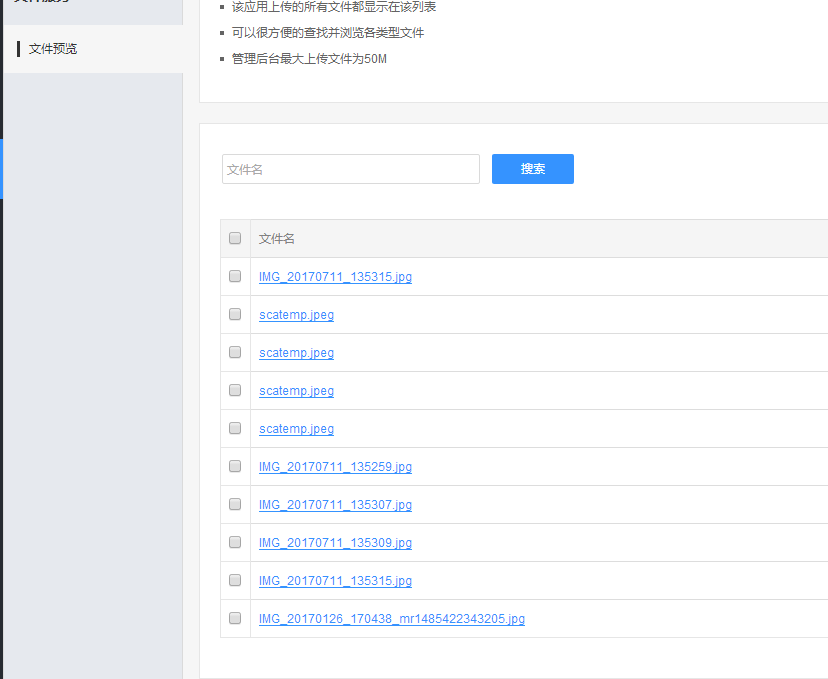 该应用上传的所有文件都显示在该列表
文件预览
可以很方便的查找并浏览各类型文件
管理后台最大上传文件为50M
文件名
搜索
文件名
IMG_20170711_135315.jpg
scatemp.jpeg
scatemp.jpeg
scatemp.jpeg
scatemp.jpeg
IMG_20170711_135259.jpg
IMG_20170711_135307.jpg
IMG_20170711_135309.jpg
IMG_20170711_135315.jpg
IMG_20170126_170438_mr1485422343205.jpg